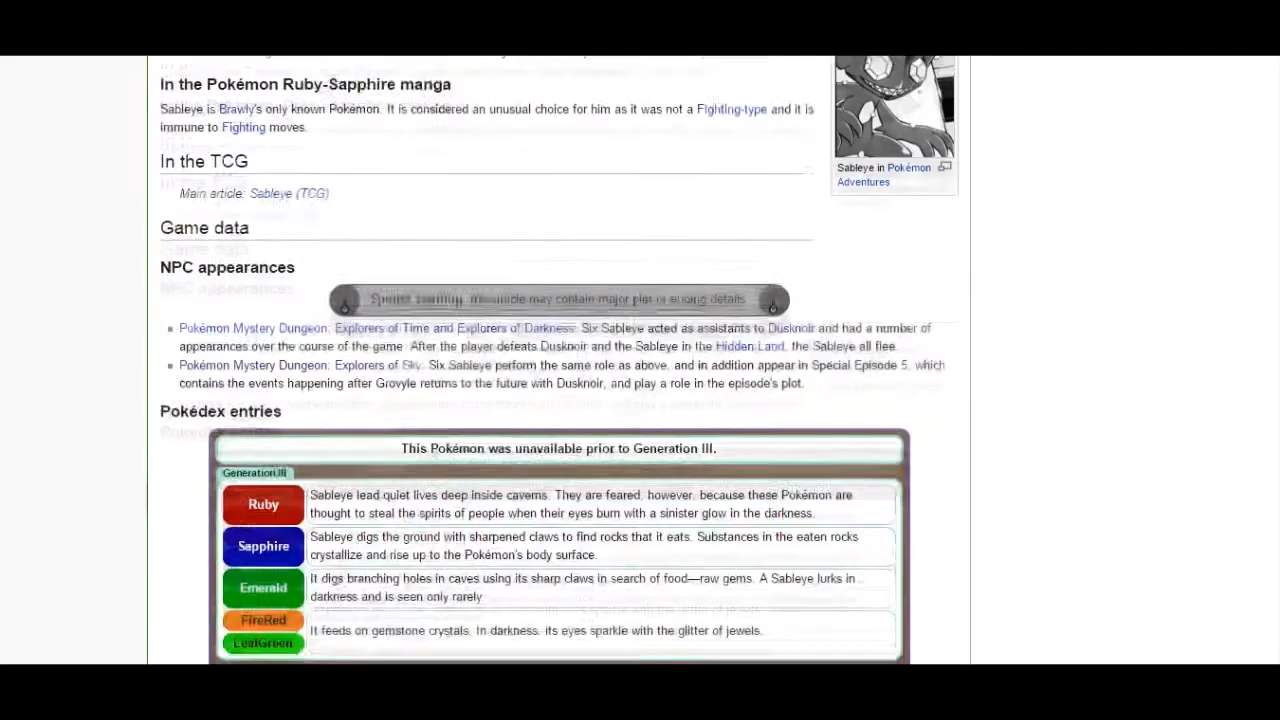 In the Pokémon Ruby-Sapphire manga
Sableye is Brawly's only known Pokémon. It is considered an unusual choice for him as it was not a Fighting-type and it is
immune to Fighting moves.
Sableye in Pokémon
Adventures
In the TCG
Main article: Sableye (TCG)
Game data
NPC appearances
may contain major plot or ending details.
Pokémon Mystery Dungeon: Explorers of Time and Explorers of Darkness: Six Sableye acted as assistants to Dusknoir and had a number of
appearances over the course of the game. After the player defeats Dusknoir and the Sableye in the Hidden Land, the Sableye all flee.
Pokémon Mystery Dungeon: Explorers of Sky: Six Sableye perform the same role as above, and in addition appear in Special Episode 5, which
contains the events happening after Grovyle returns to the future with Dusknoir, and play a role in the episode's plot.
Pokédex entries
This Pokémon was unavailable prior to Generation III.
Generation III
Ruby
Sableye lead quiet lives deep inside caverns. They are feared, however, because these Pokémon are
thought to steal the spirits of people when their eyes burn with a sinister glow in the darkness.
Sapphire
Sableye digs the ground with sharpened claws to find rocks that it eats. Substances in the eaten rocks
crystallize and rise up to the Pokémon's body surface.
Emerald
It digs branching holes in caves using its sharp claws in search of food—raw gems. A Sableye lurks in
darkness and is seen only rarely.
FireRed
LeafGreen
It feeds on gemstone crystals. In darkness, its eyes sparkle with the glitter of jewels.